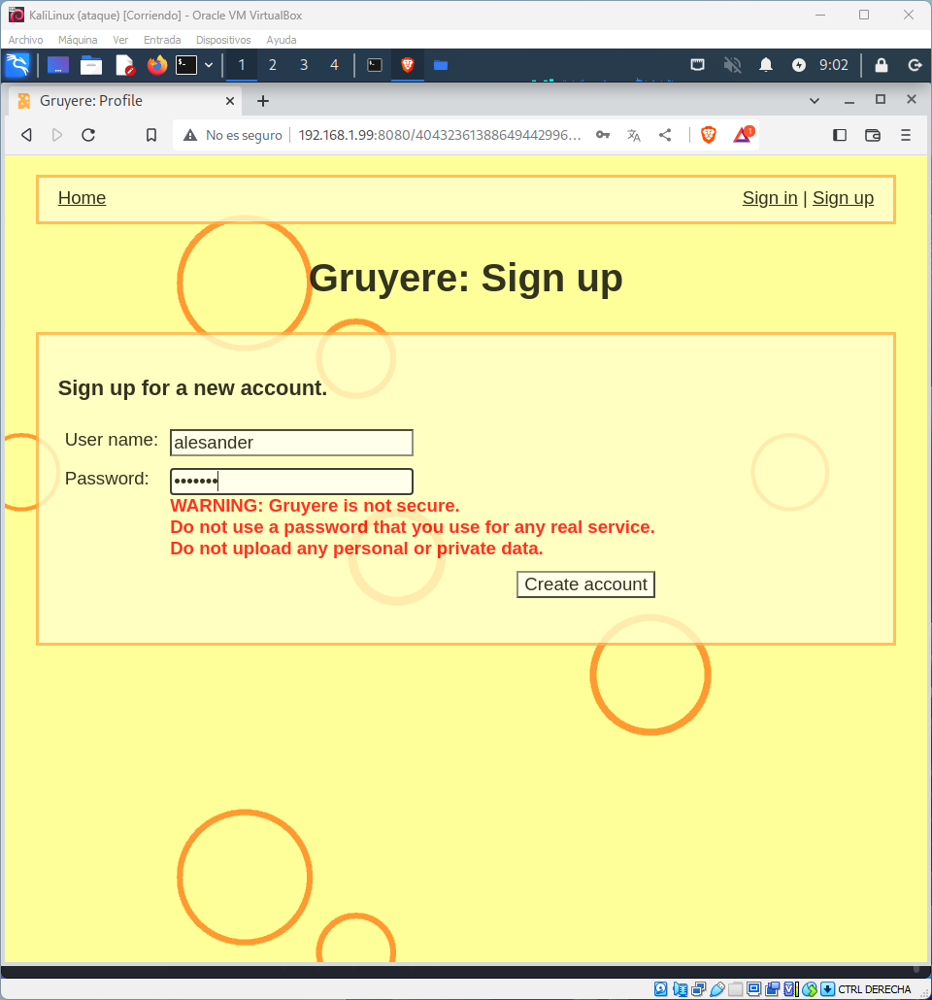 KaliLinux (ataque) [Corriendo] - Oracle VM VirtualBox
Archivo Máquina Ver Entrada Dispositivos Ayuda
1 2 3 4 9:02
Gruyere: Profile
No es seguro 192.168.1.99:8080/40432361388649442996... 1
Home Sign in | Sign up
Gruyere: Sign up
Sign up for a new account.
User name: alesander
Password: •••••••
WARNING: Gruyere is not secure.
Do not use a password that you use for any real service.
Do not upload any personal or private data.
Create account
CTRL DERECHA